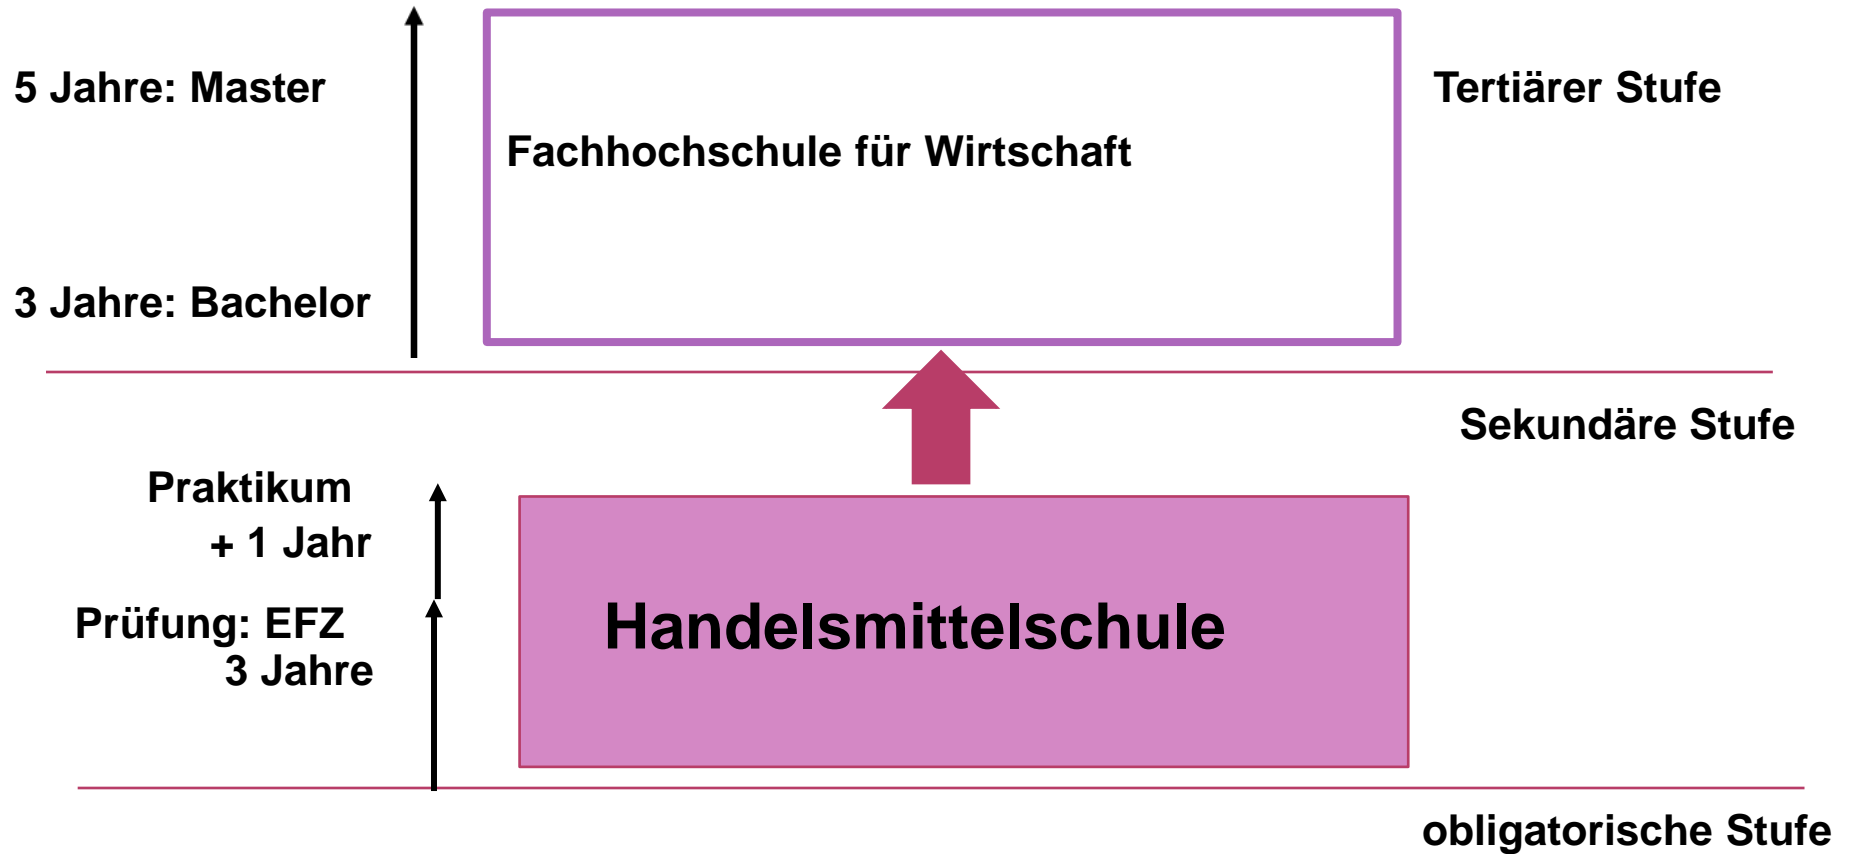 5 Jahre: Master
Tertiärer Stufe
Fachhochschule für Wirtschaft
3 Jahre: Bachelor
Sekundäre Stufe
Praktikum
+ 1 Jahr
Prüfung: EFZ
3 Jahre
Handelsmittelschule
obligatorische Stufe